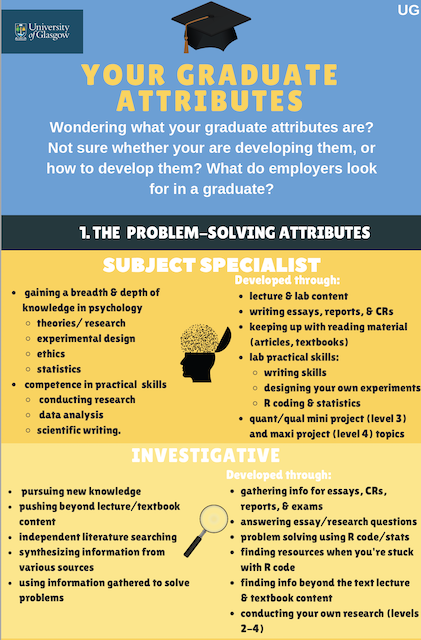 University
of Glasgow
UG
YOUR GRADUATE
ATTRIBUTES
Wondering what your graduate attributes are?
Not sure whether your are developing them, or
how to develop them? What do employers look
for in a graduate?
1. THE PROBLEM-SOLVING ATTRIBUTES
SUBJECT SPECIALIST
• gaining a breadth & depth of
knowledge in psychology
○ theories/ research
○ experimental design
○ ethics
○ statistics
• competence in practical skills
○ conducting research
○ data analysis
○ scientific writing.
Developed through:
• lecture & lab content
• writing essays, reports, & CRs
• keeping up with reading material
(articles, textbooks)
• lab practical skills:
○ writing skills
○ designing your own experiments
○ R coding & statistics
• quant/qual mini project (level 3)
and maxi project (level 4) topics
INVESTIGATIVE
• pursuing new knowledge
• pushing beyond lecture/textbook
content
• independent literature searching
• synthesizing information from
various sources
• using information gathered to solve
problems
Developed through:
• gathering info for essays, CRs,
reports, & exams
• answering essay/research questions
• problem solving using R code/stats
• finding resources when you're stuck
with R code
• finding info beyond the text lecture
& textbook content
• conducting your own research (levels
2-4)